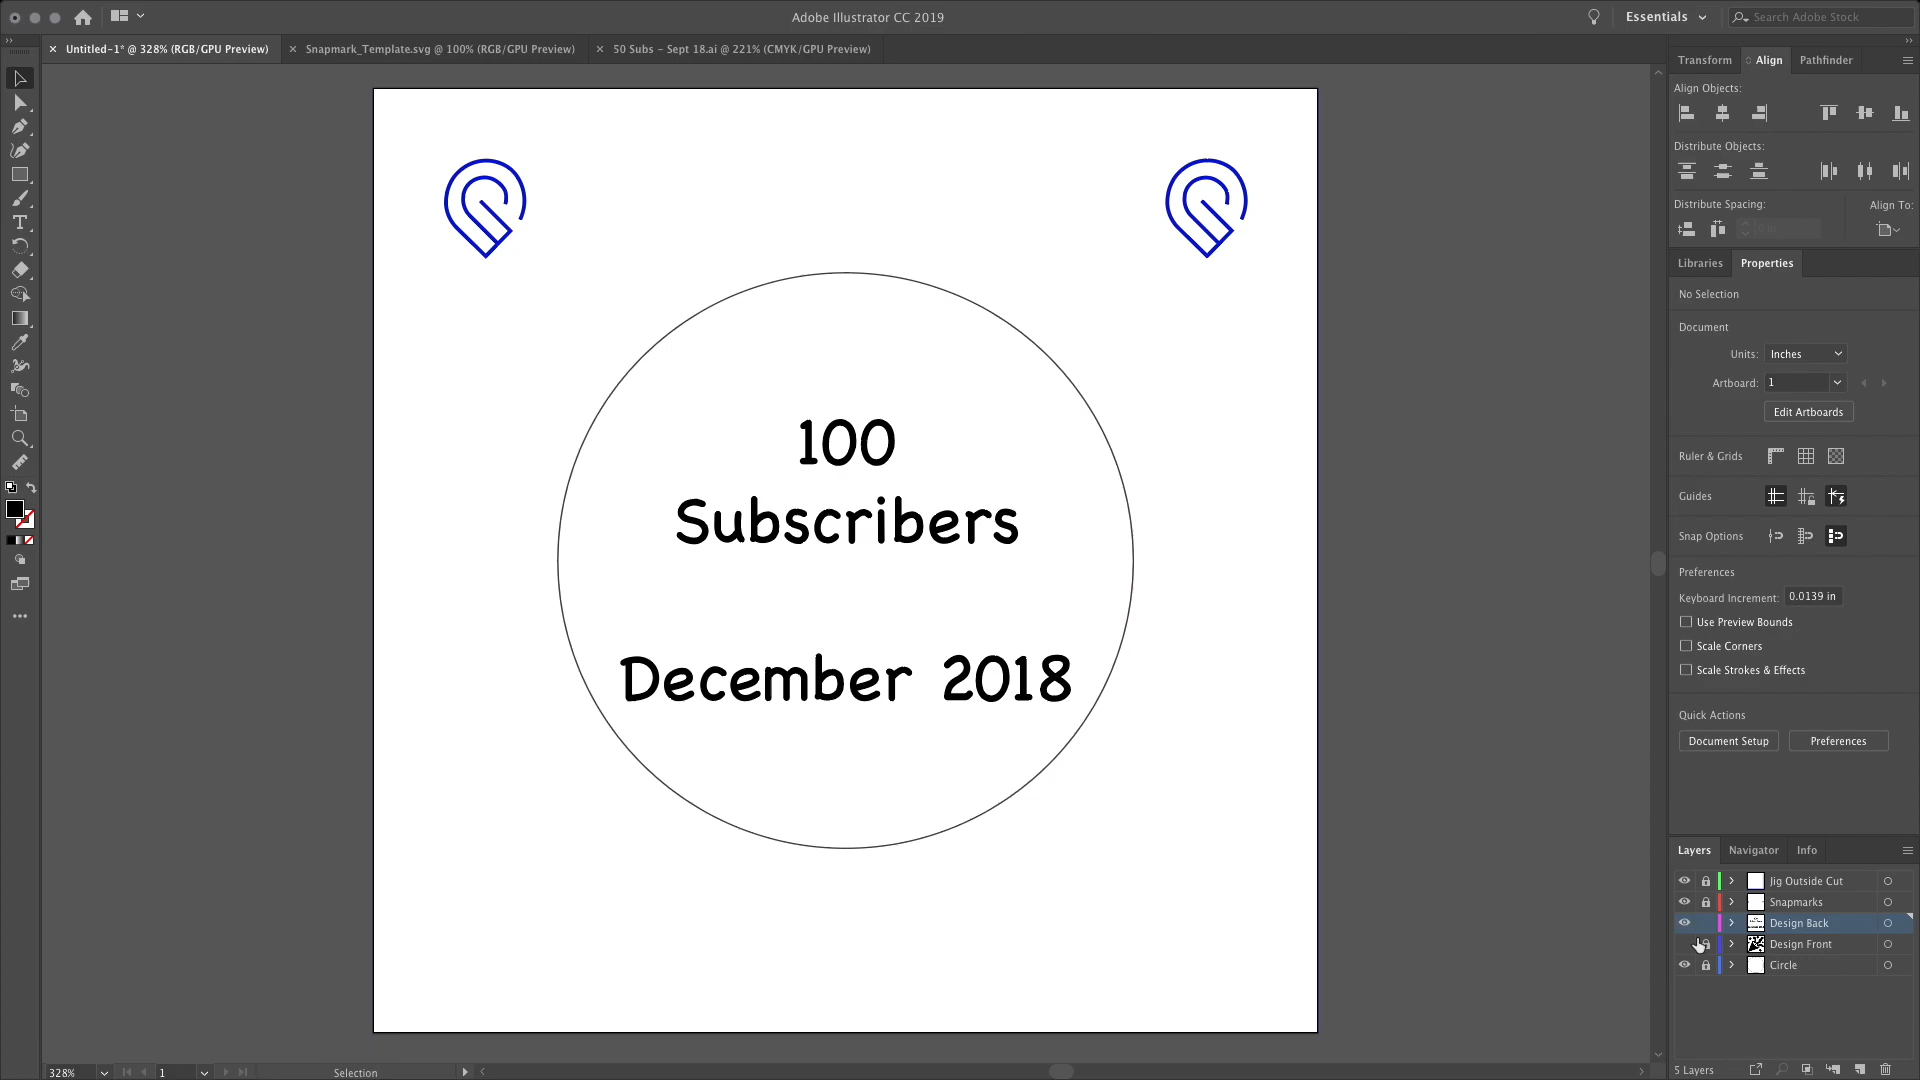 Adobe Illustrator CC 2019
Essentials
Search Adobe Stock
Untitled-1* @ 328% (RGB/GPU Preview)
Snapmark_Template.svg @ 100% (RGB/GPU Preview)
50 Subs - Sept 18.ai @ 221% (CMYK/GPU Preview)
Transform
Align
Pathfinder
Align Objects:
Distribute Objects:
Distribute Spacing:
Align To:
0 in
Libraries
Properties
No Selection
Document
Units:
Inches
Artboard:
1
Edit Artboards
Ruler & Grids
Guides
Snap Options
Preferences
Keyboard Increment:
0.0139 in
Use Preview Bounds
Scale Corners
Scale Strokes & Effects
Quick Actions
Document Setup
Preferences
100
Subscribers
December 2018
Layers
Navigator
Info
Jig Outside Cut
Snapmarks
Design Back
Design Front
Circle
5 Layers
328%
1
Selection